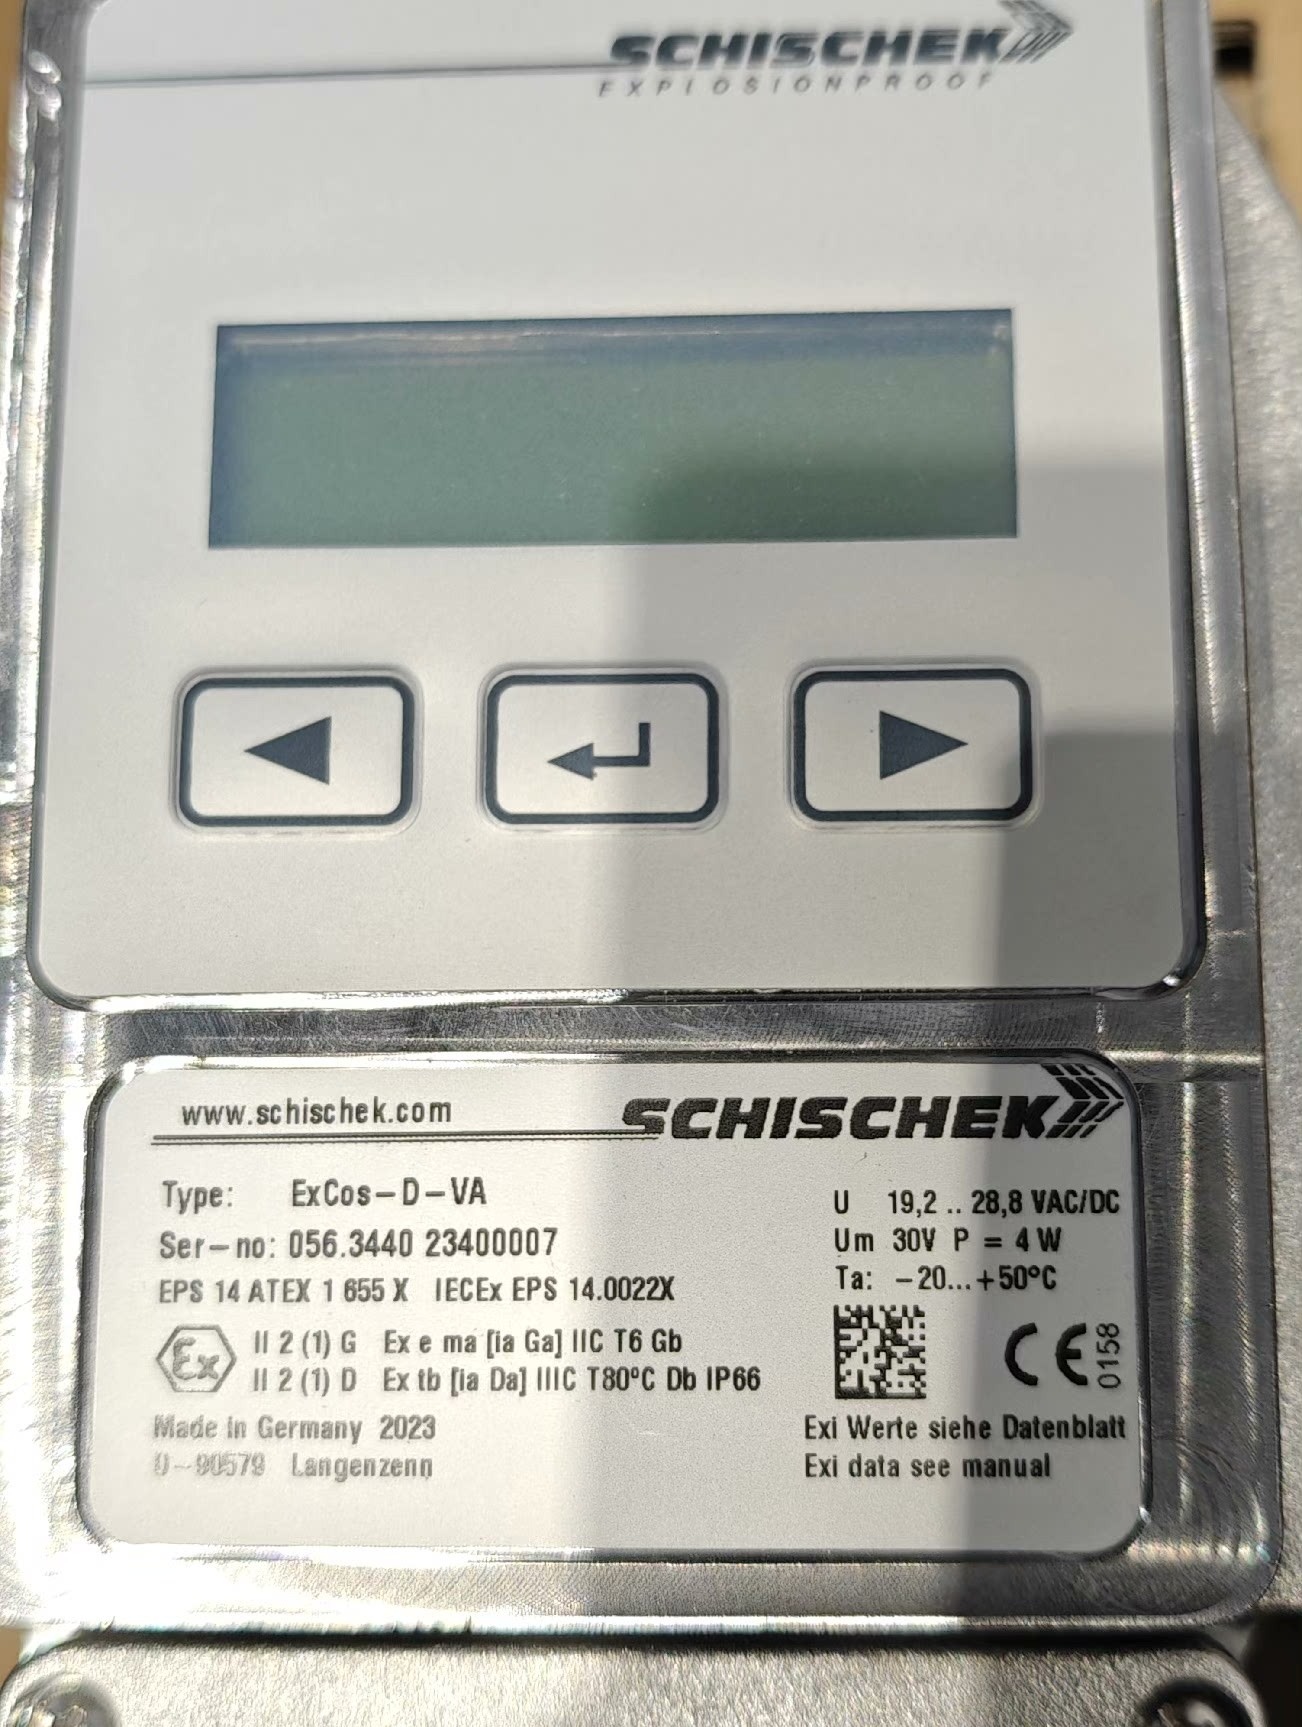 SCHISCHEK
EXPLOSIONPROOF
www.schischek.com
SCHISCHEK
Type: ExCos-D-VA
Ser-no: 056.3440 23400007
EPS 14 ATEX 1 655 X IECEx EPS 14.0022X
Ex II 2 (1) G Ex e ma [ia Ga] IIC T6 Gb
II 2 (1) D Ex tb [ia Da] IIIC T80°C Db IP66
Made in Germany 2023
D-90579 Langenzenn
U 19,2 .. 28,8 VAC/DC
Um 30V P = 4 W
Ta: -20...+50°C
CE 0158
Exi Werte siehe Datenblatt
Exi data see manual